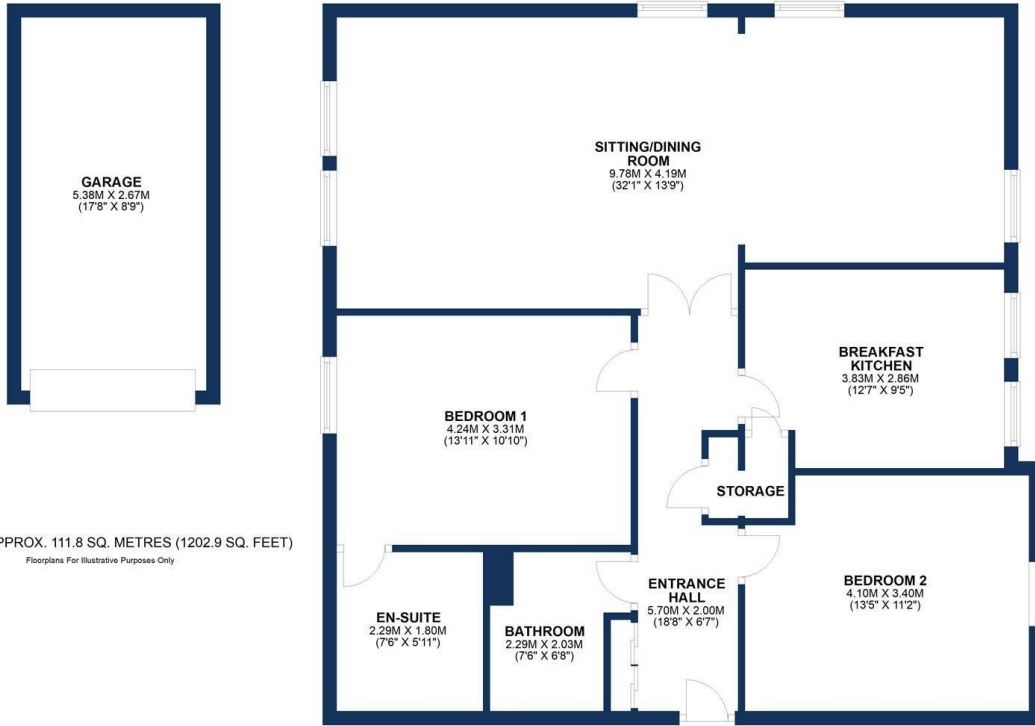 GARAGE
5.38M X 2.67M
(17'8" X 8'9")
SITTING/DINING
ROOM
9.78M X 4.19M
(32'1" X 13'9")
BREAKFAST
KITCHEN
3.83M X 2.86M
(12'7" X 9'5")
BEDROOM 1
4.24M X 3.31M
(13'11" X 10'10")
STORAGE
PPROX. 111.8 SQ. METRES (1202.9 SQ. FEET)
Floorplans For Illustrative Purposes Only
EN-SUITE
2.29M X 1.80M
(7'6" X 5'11")
BATHROOM
2.29M X 2.03M
(7'6" X 6'8")
ENTRANCE
HALL
5.70M X 2.00M
(18'8" X 6'7")
BEDROOM 2
4.10M X 3.40M
(13'5" X 11'2")